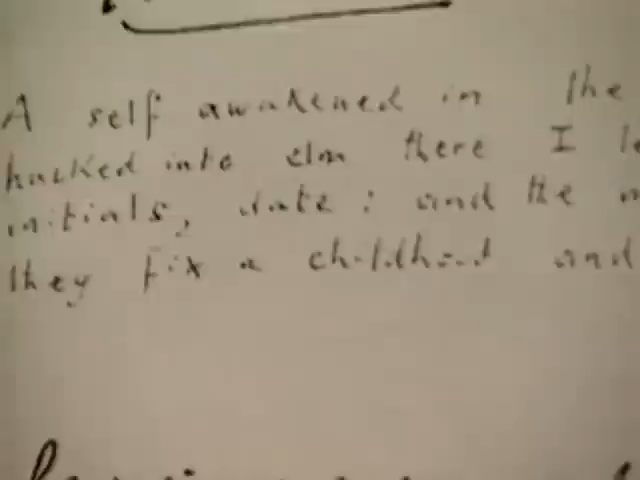 A self awakened in the
hacked into elm there I
initials, date: and the
they fix a childhood and